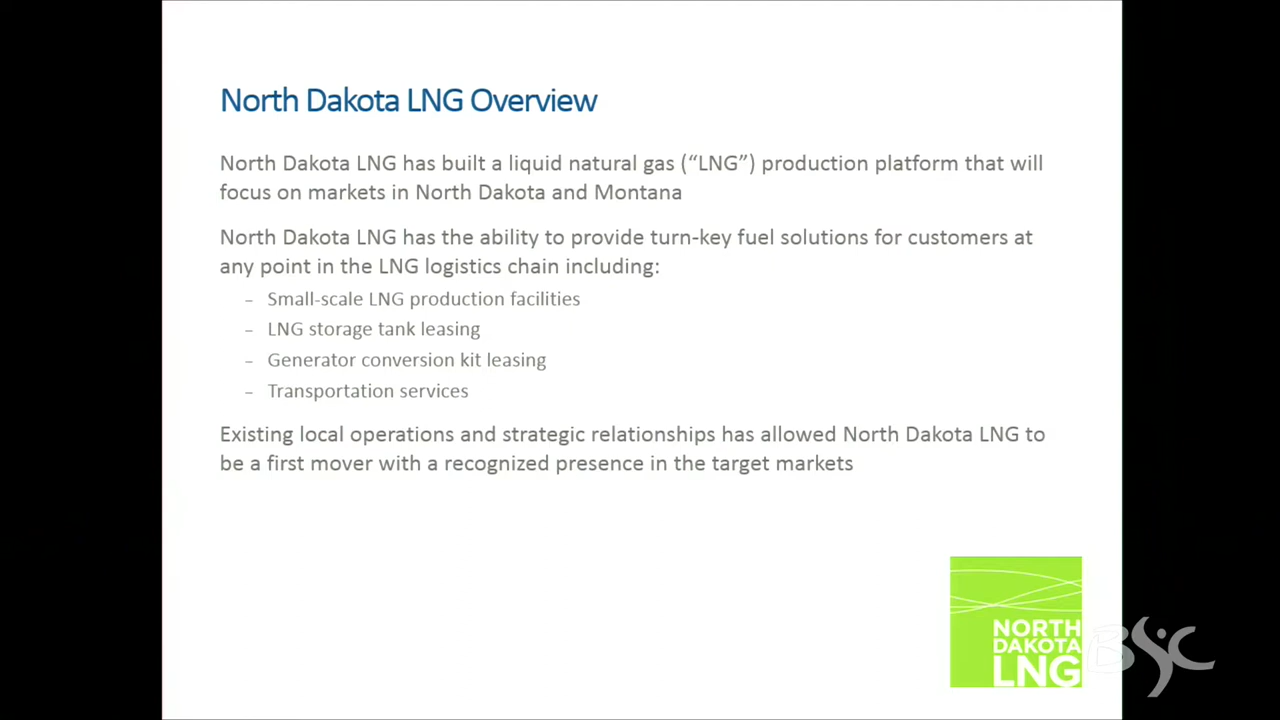 North Dakota LNG Overview
North Dakota LNG has built a liquid natural gas (“LNG”) production platform that will
focus on markets in North Dakota and Montana
North Dakota LNG has the ability to provide turn-key fuel solutions for customers at
any point in the LNG logistics chain including:
– Small-scale LNG production facilities
– LNG storage tank leasing
– Generator conversion kit leasing
– Transportation services
Existing local operations and strategic relationships has allowed North Dakota LNG to
be a first mover with a recognized presence in the target markets
NORTH
DAKOTA
LNG
BSC